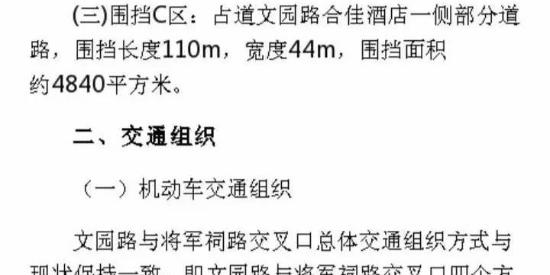 (三)围挡C区：占道文园路合佳酒店一侧部分道
路，围挡长度110m，宽度44m，围挡面积
约4840平方米。
二、交通组织
（一）机动车交通组织
文园路与将军祠路交叉口总体交通组织方式与
现状保持一致，即文园路与将军祠路交叉口四个方